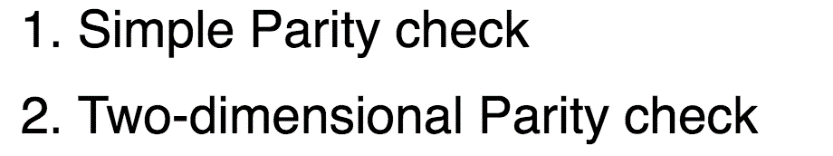 1. Simple Parity check
2. Two-dimensional Parity check